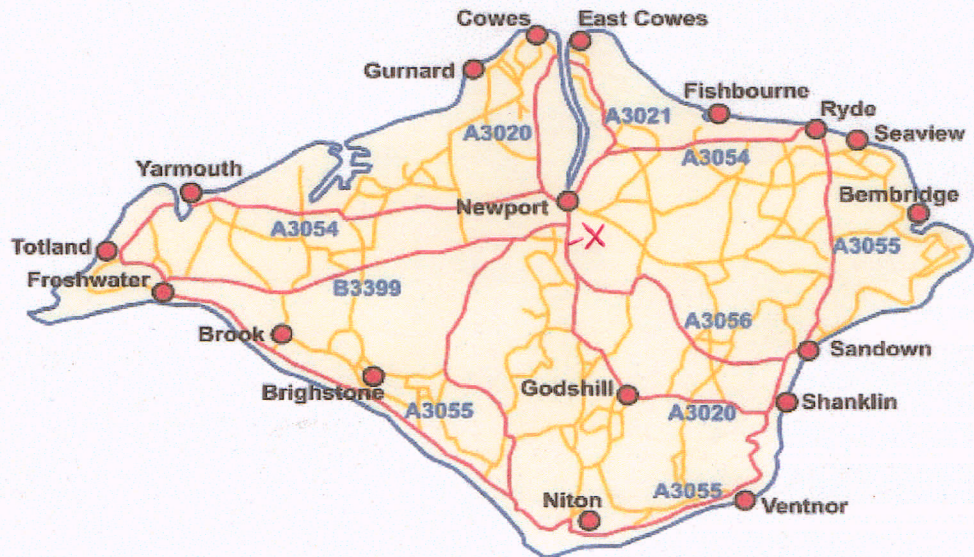 Cowes
East Cowes
Gurnard
Fishbourne
Ryde
A3020
A3021
Seaview
A3054
Yarmouth
Bembridge
Newport
A3054
X
Totland
A3055
Freshwater
B3399
A3056
Brook
Sandown
Brighstone
Godshill
Shanklin
A3055
A3020
A3055
Niton
Ventnor